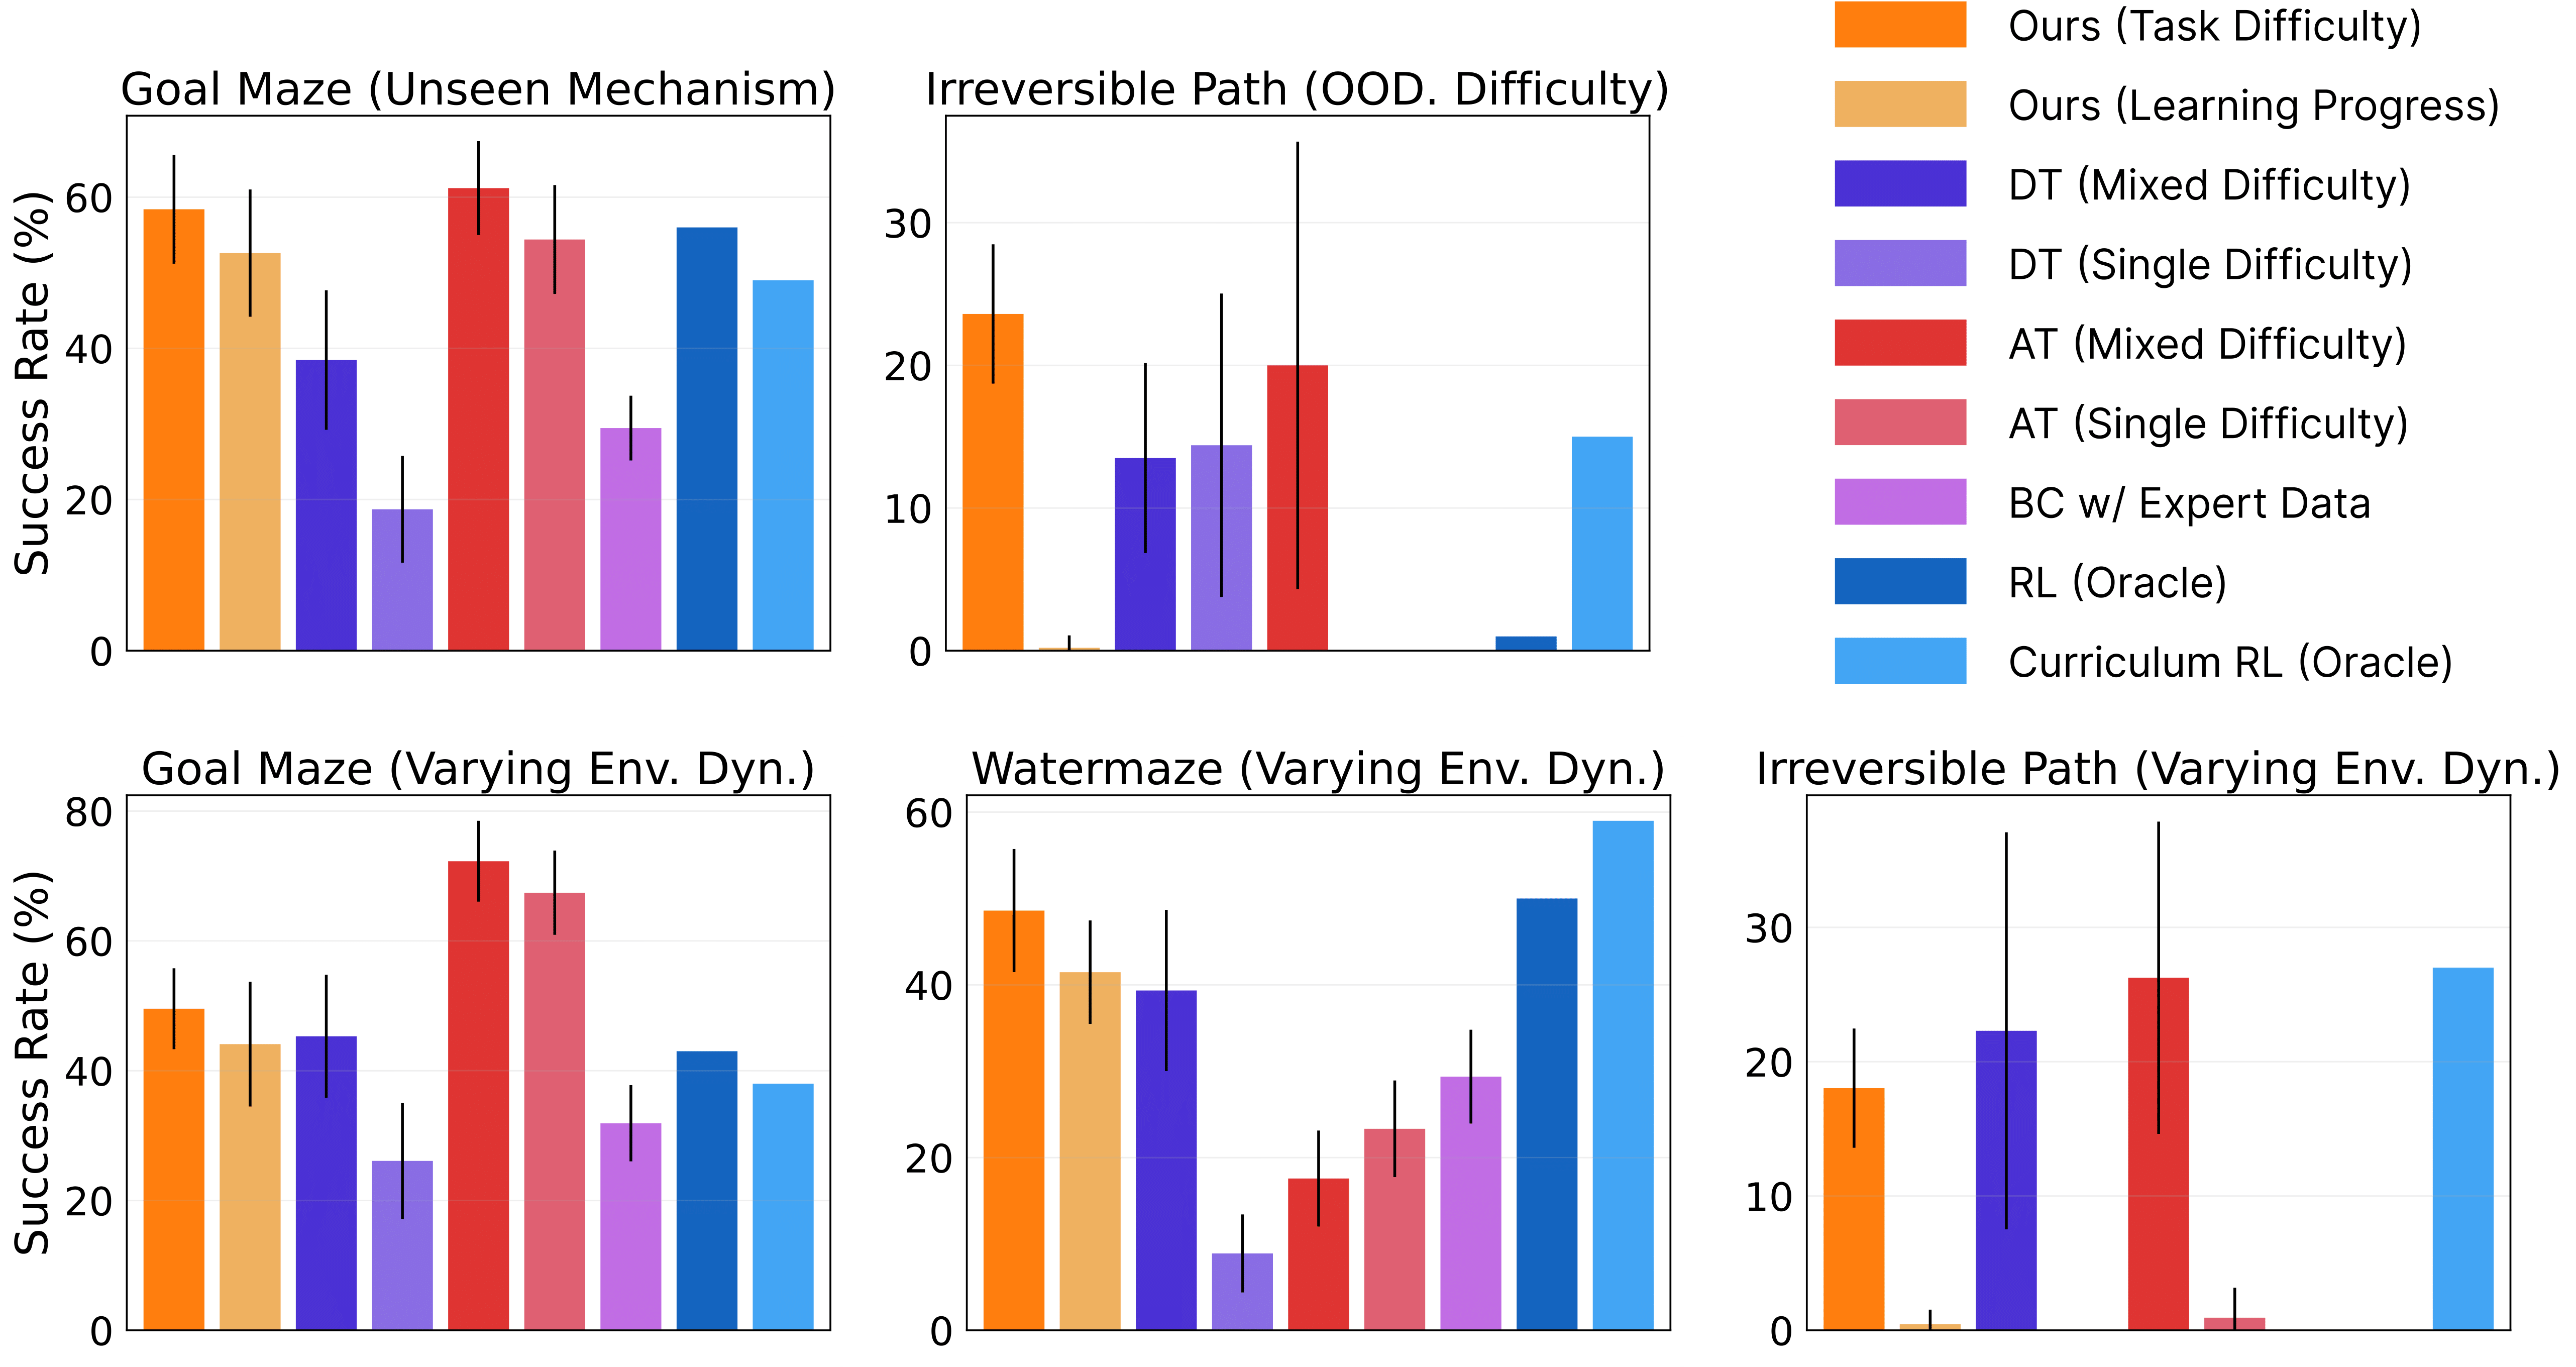 Goal Maze (Unseen Mechanism)
Success Rate (%)
60
40
20
0
Irreversible Path (OOD. Difficulty)
30
20
10
0
Ours (Task Difficulty)
Ours (Learning Progress)
DT (Mixed Difficulty)
DT (Single Difficulty)
AT (Mixed Difficulty)
AT (Single Difficulty)
BC w/ Expert Data
RL (Oracle)
Curriculum RL (Oracle)
Goal Maze (Varying Env. Dyn.)
Success Rate (%)
80
60
40
20
0
Watermaze (Varying Env. Dyn.)
60
40
20
0
Irreversible Path (Varying Env. Dyn.)
30
20
10
0